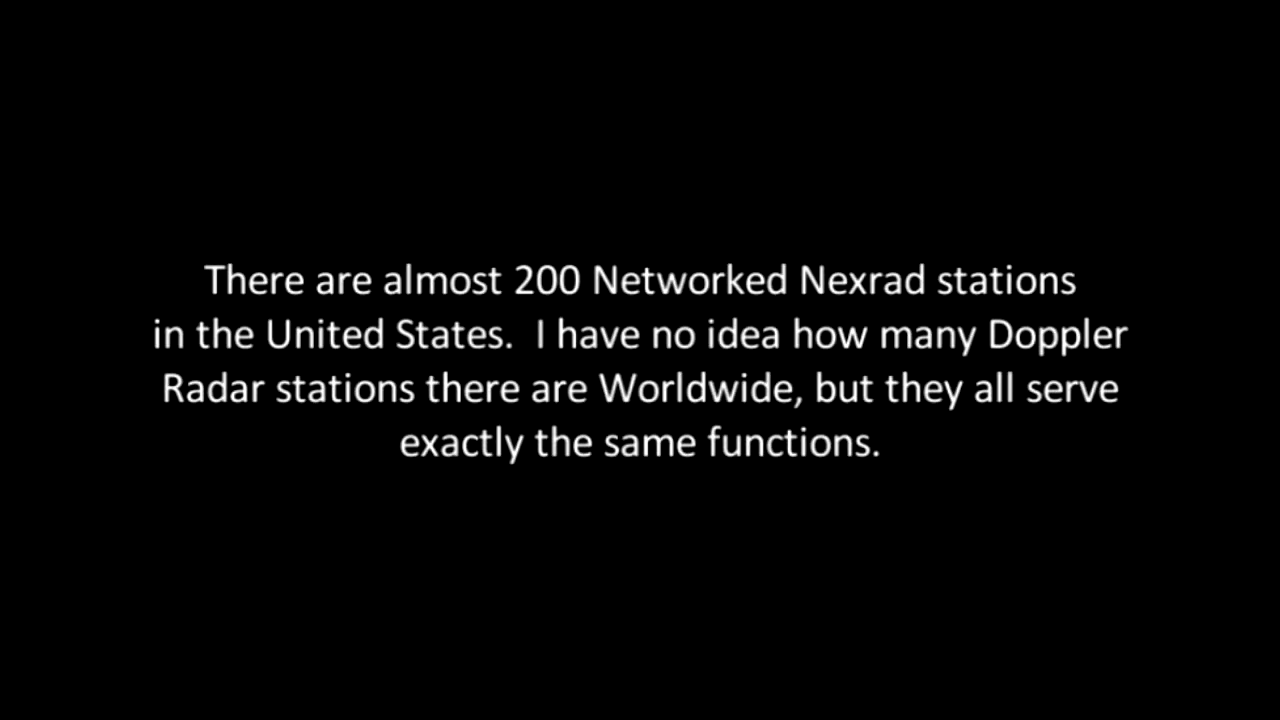 There are almost 200 Networked Nexrad stations
in the United States.  I have no idea how many Doppler
Radar stations there are Worldwide, but they all serve
exactly the same functions.